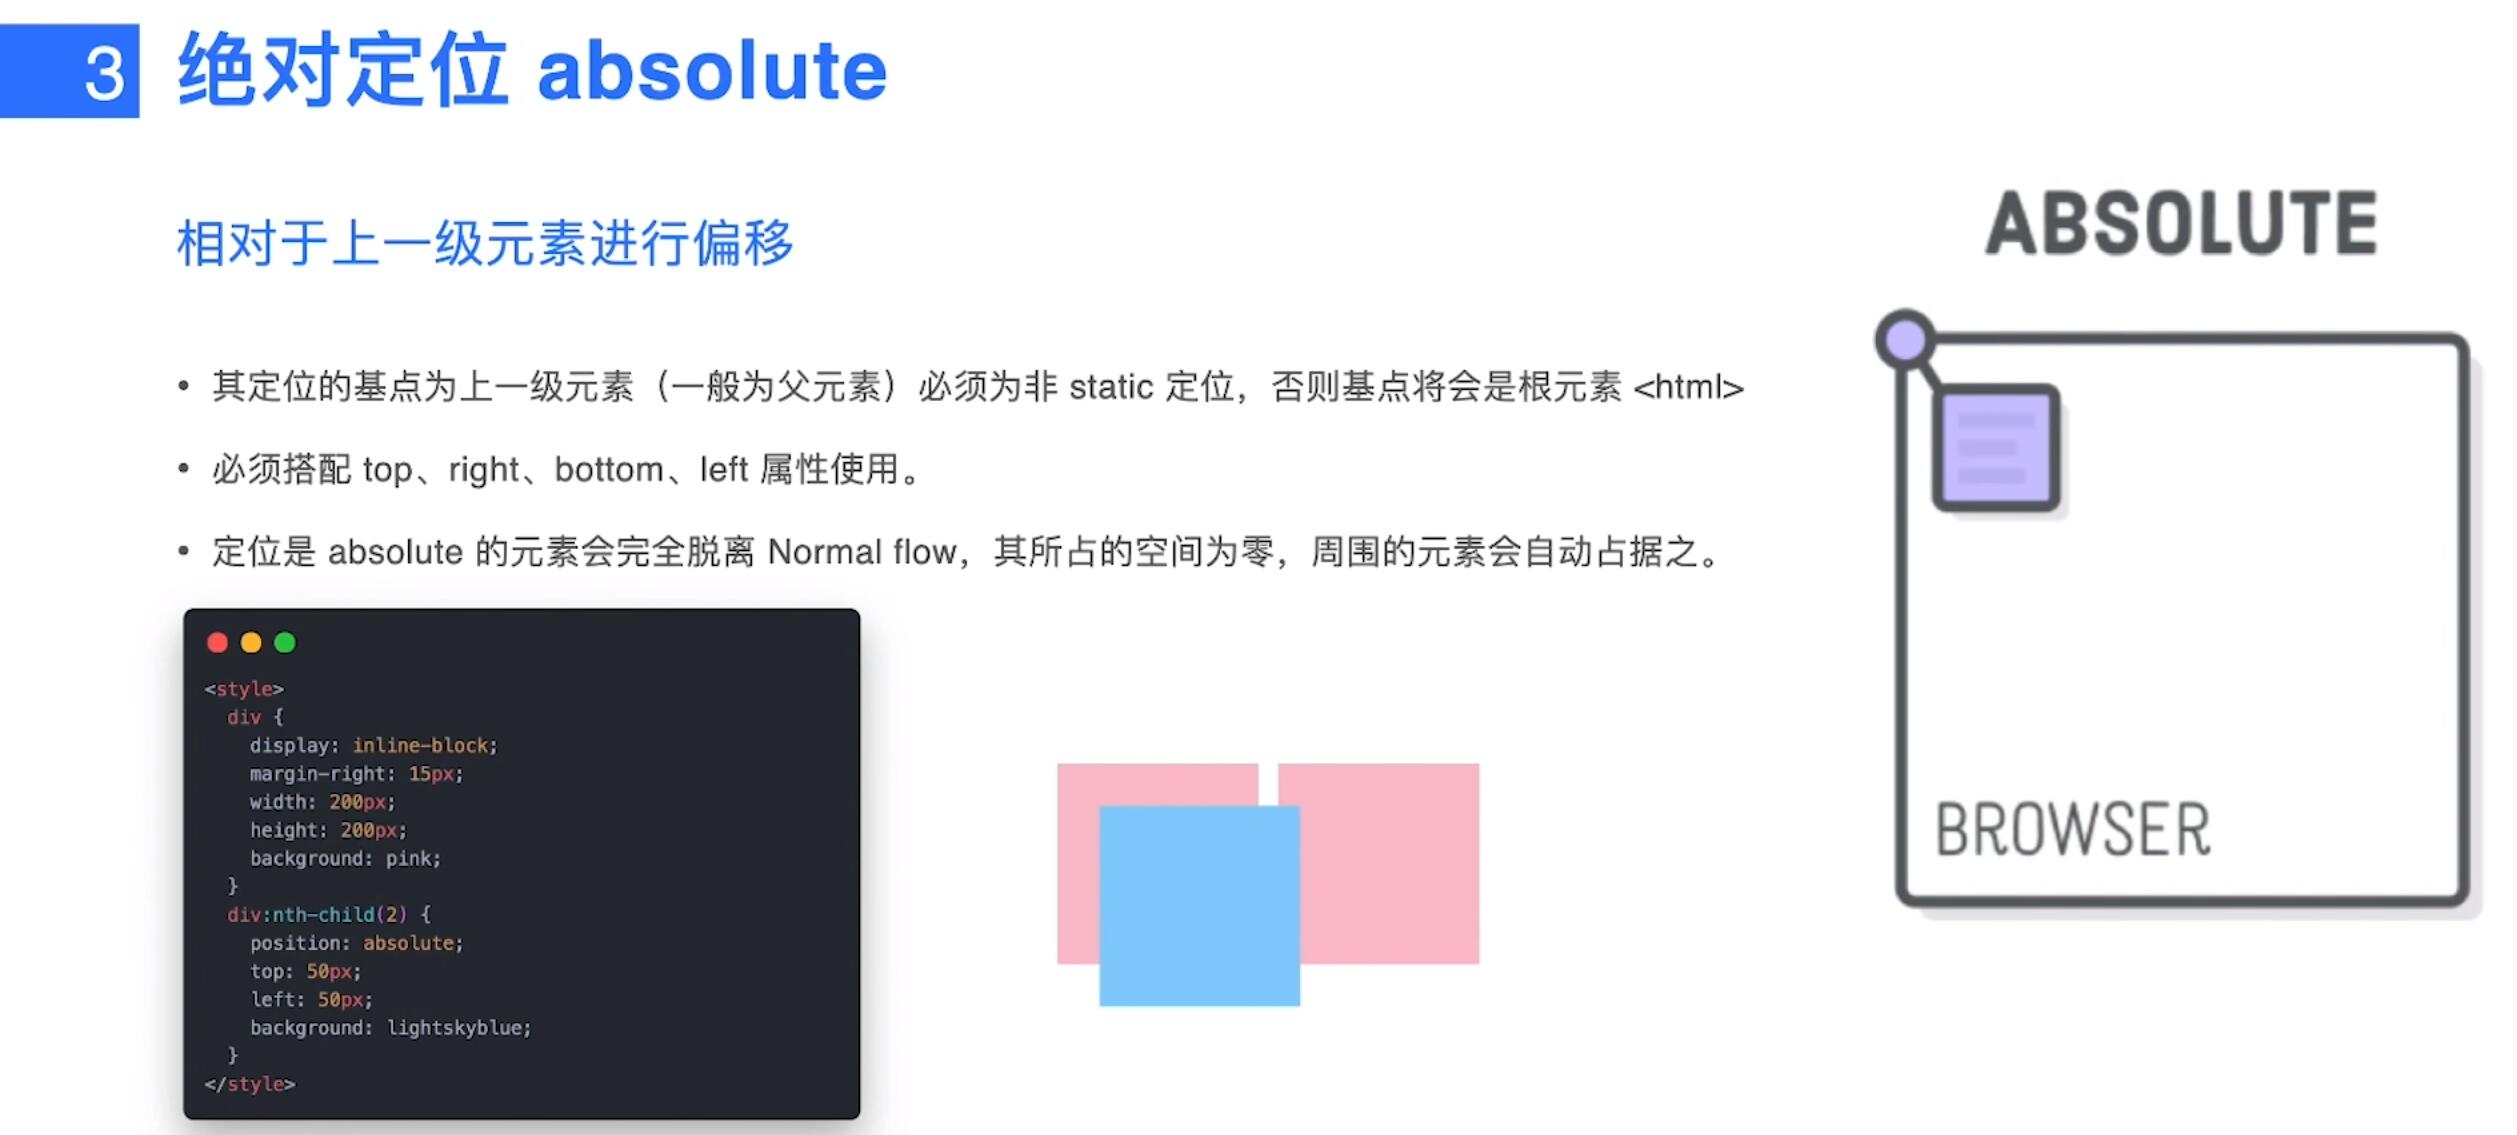 3 绝对定位 absolute
相对于上一级元素进行偏移
• 其定位的基点为上一级元素（一般为父元素）必须为非 static 定位，否则基点将会是根元素 <html>
• 必须搭配 top、right、bottom、left 属性使用。
• 定位是 absolute 的元素会完全脱离 Normal flow，其所占的空间为零，周围的元素会自动占据之。
<style>
  div {
    display: inline-block;
    margin-right: 15px;
    width: 200px;
    height: 200px;
    background: pink;
  }
  div:nth-child(2) {
    position: absolute;
    top: 50px;
    left: 50px;
    background: lightskyblue;
  }
</style>
ABSOLUTE
BROWSER